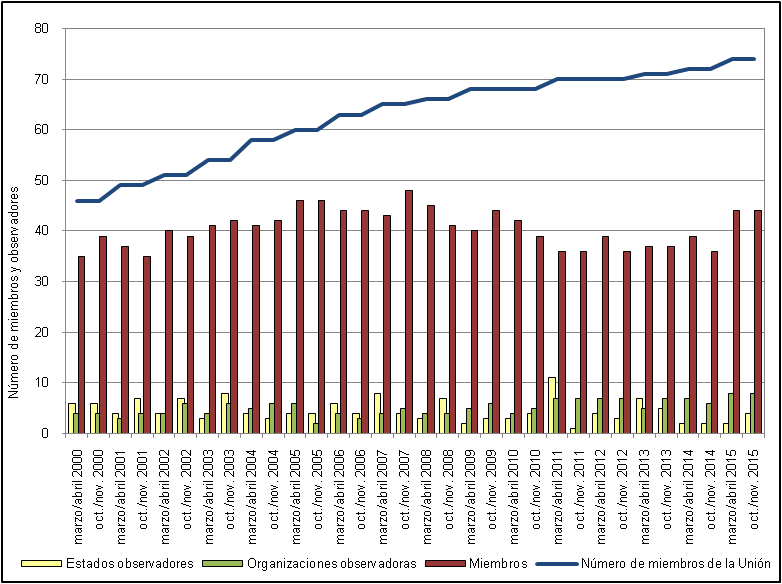 80
70
60
50
40
30
20
10
0
Número de miembros y observadores
marzo/abril 2000
oct./nov. 2000
marzo/abril 2001
oct./nov. 2001
marzo/abril 2002
oct./nov. 2002
marzo/abril 2003
oct./nov. 2003
marzo/abril 2004
oct./nov. 2004
marzo/abril 2005
oct./nov. 2005
marzo/abril 2006
oct./nov. 2006
marzo/abril 2007
oct./nov. 2007
marzo/abril 2008
oct./nov. 2008
marzo/abril 2009
oct./nov. 2009
marzo/abril 2010
oct./nov. 2010
marzo/abril 2011
oct./nov. 2011
marzo/abril 2012
oct./nov. 2012
marzo/abril 2013
oct./nov. 2013
marzo/abril 2014
oct./nov. 2014
marzo/abril 2015
oct./nov. 2015
Estados observadores
Organizaciones observadoras
Miembros
Número de miembros de la Unión